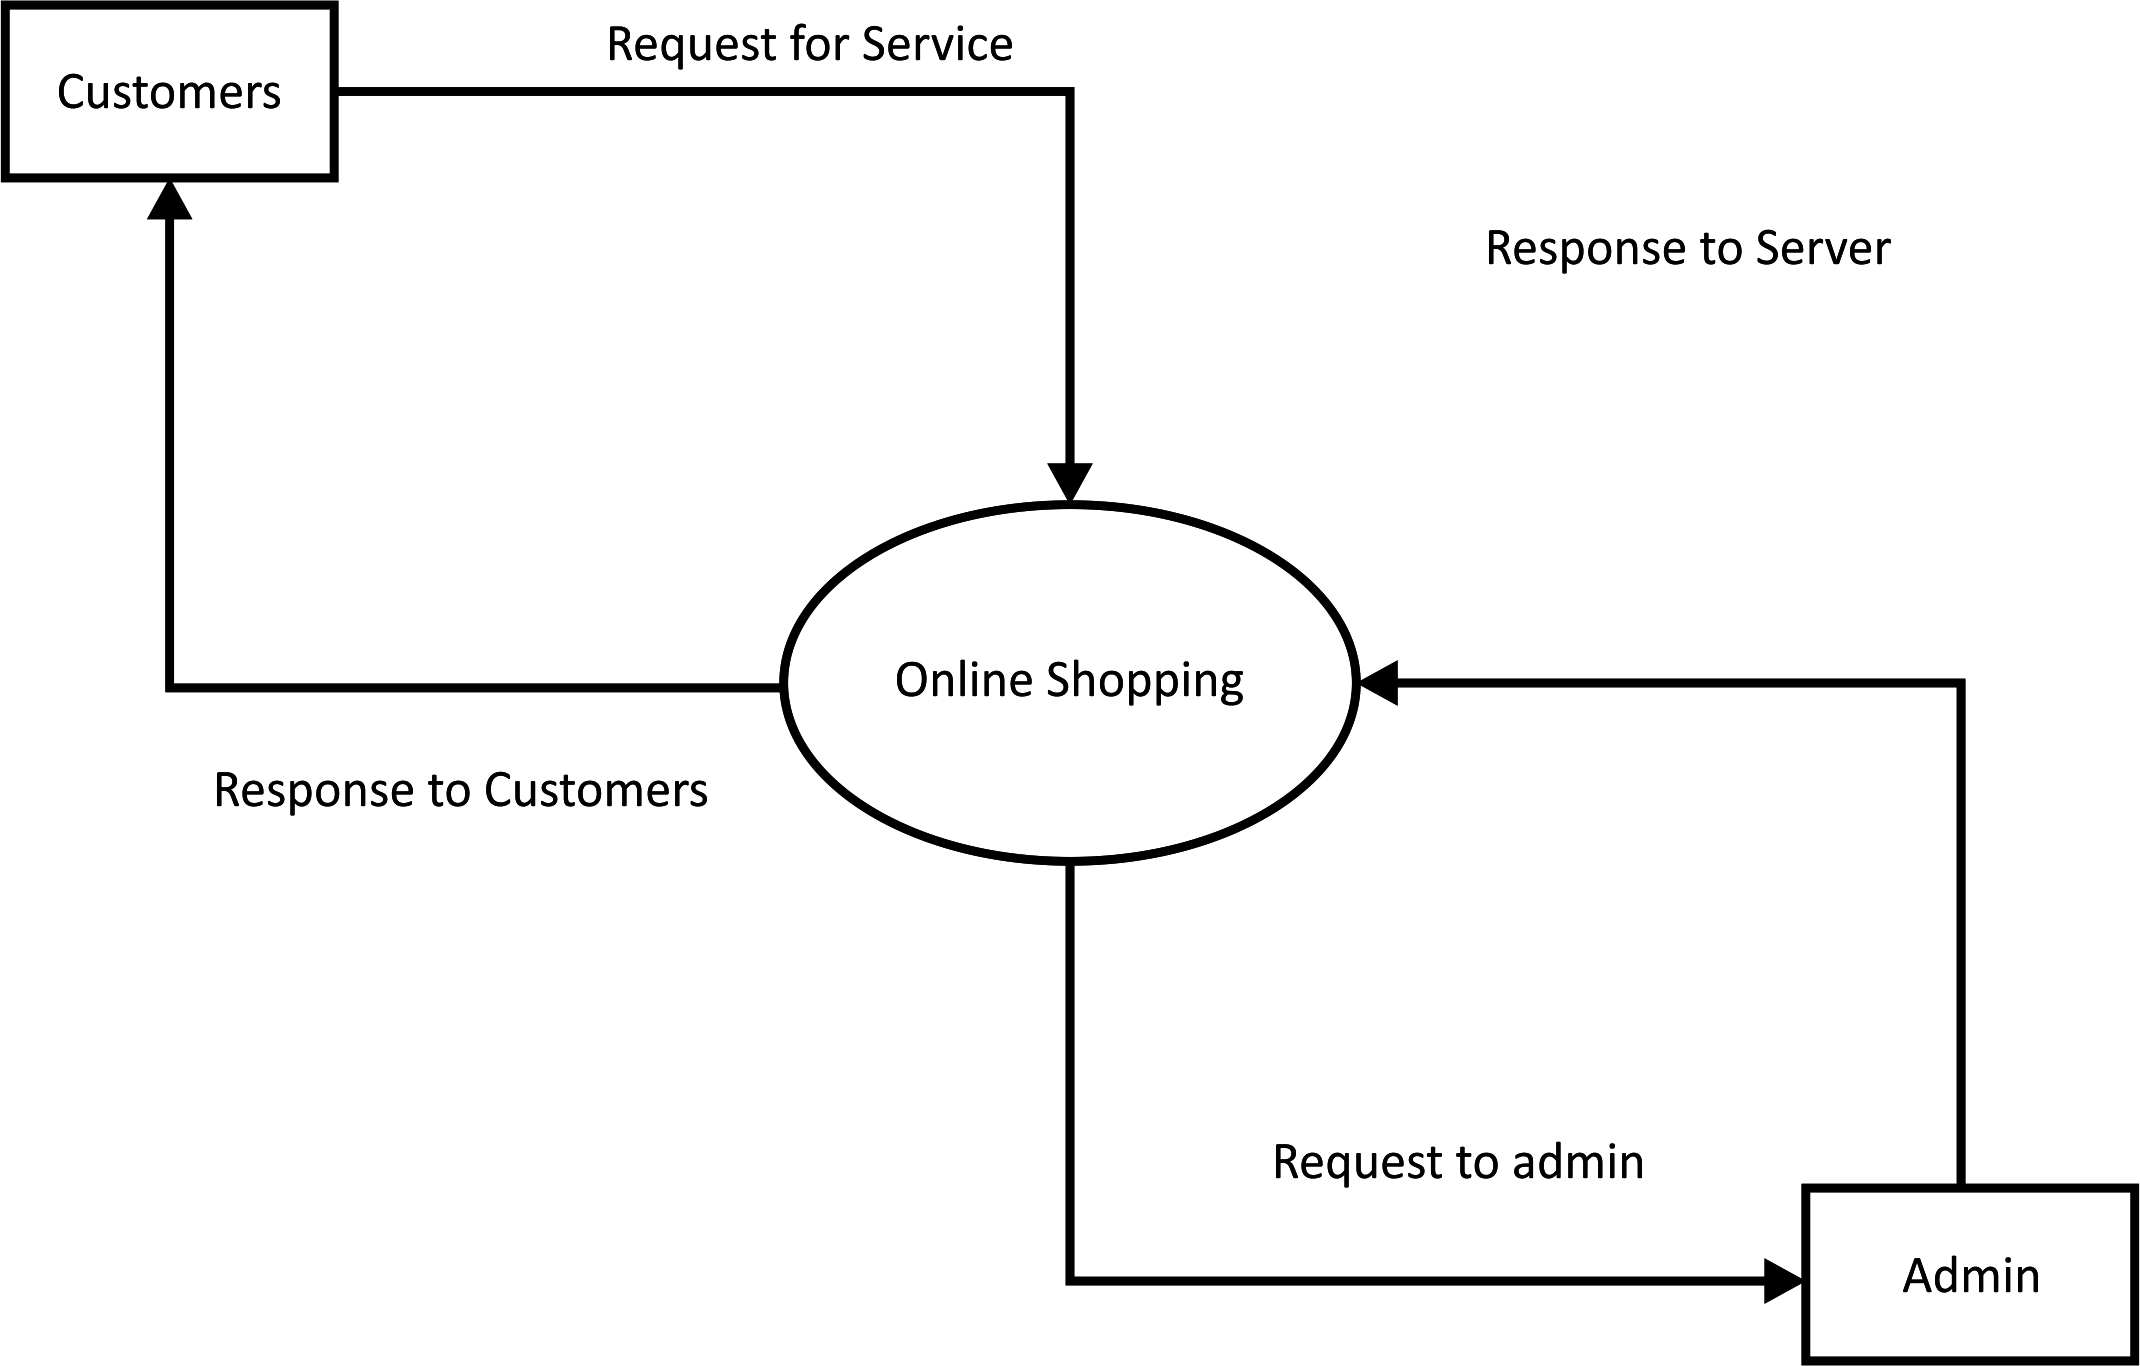 Request for Service
Customers
Response to Server
Online Shopping
Response to Customers
Request to admin
Admin